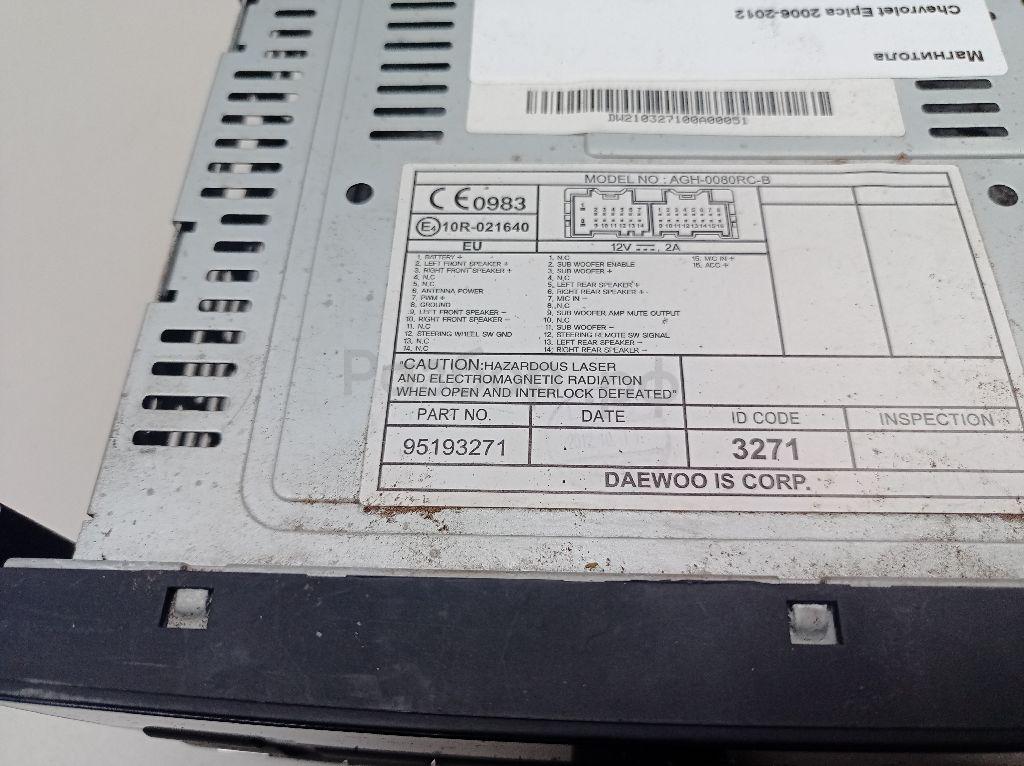 Chevrolet Epica 2006-2012
Магнитола
DW210327100A00051
MODEL NO : AGH-0080RC-B
CE0983
E4 10R-021640
EU
12V ⎓, 2A
1. BATTERY +
2. LEFT FRONT SPEAKER +
3. RIGHT FRONT SPEAKER +
4. N.C
5. N.C
6. ANTENNA POWER
7. PWM +
8. GROUND
9. LEFT FRONT SPEAKER −
10. RIGHT FRONT SPEAKER −
11. N.C
12. STEERING WHEEL SW GND
13. N.C
14. N.C
1. N.C
2. SUB WOOFER ENABLE
3. SUB WOOFER +
4. N.C
5. LEFT REAR SPEAKER +
6. RIGHT REAR SPEAKER +
7. MIC IN −
8. N.C
9. SUB WOOFER AMP MUTE OUTPUT
10. N.C
11. SUB WOOFER −
12. STEERING REMOTE SW SIGNAL
13. LEFT REAR SPEAKER −
14. RIGHT REAR SPEAKER −
15. MIC IN +
16. ACC +
"CAUTION:HAZARDOUS LASER
AND ELECTROMAGNETIC RADIATION
WHEN OPEN AND INTERLOCK DEFEATED"
PART NO. DATE ID CODE INSPECTION
95193271 3271
DAEWOO IS CORP.